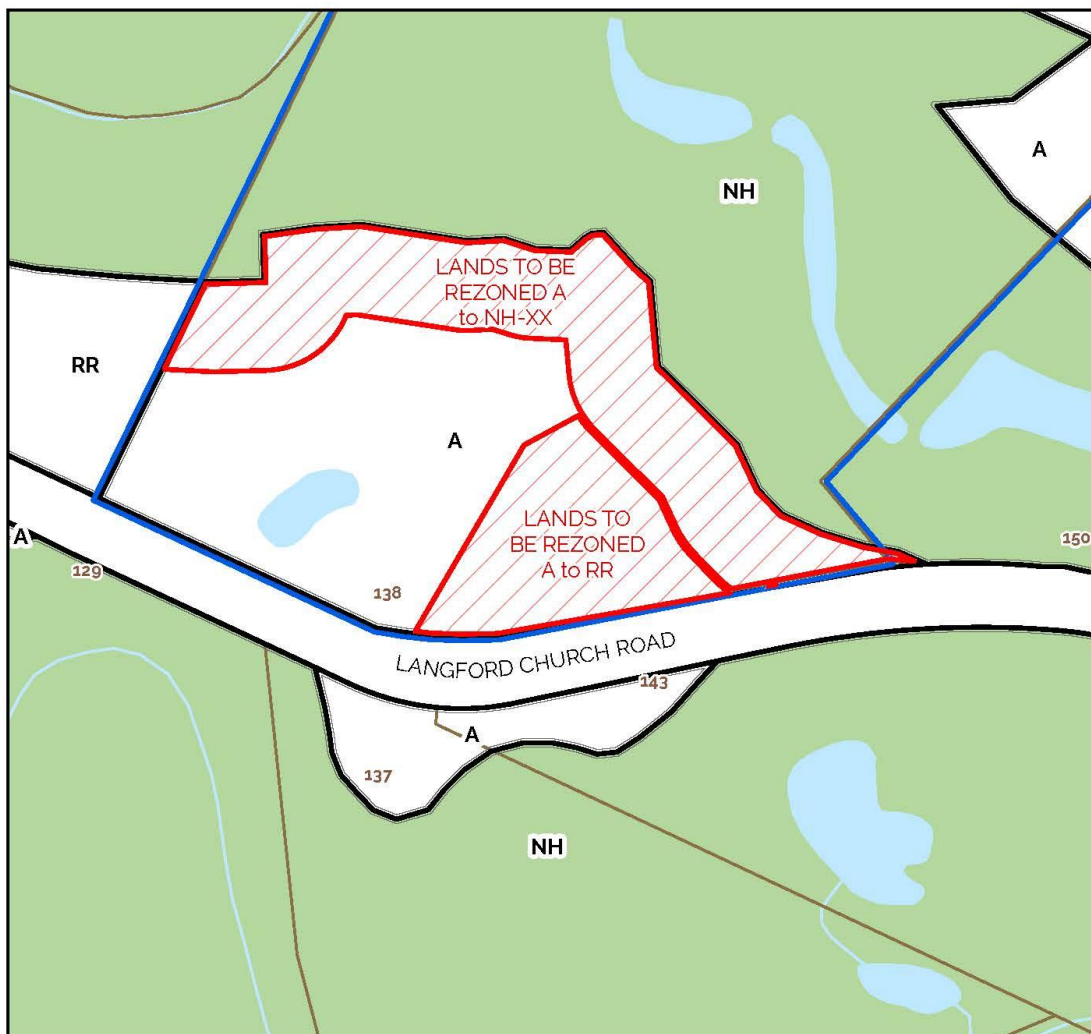 A
NH
LANDS TO BE
REZONED A
to NH-XX
RR
A
LANDS TO
BE REZONED
A to RR
A
150
129
138
LANGFORD CHURCH ROAD
143
A
137
NH